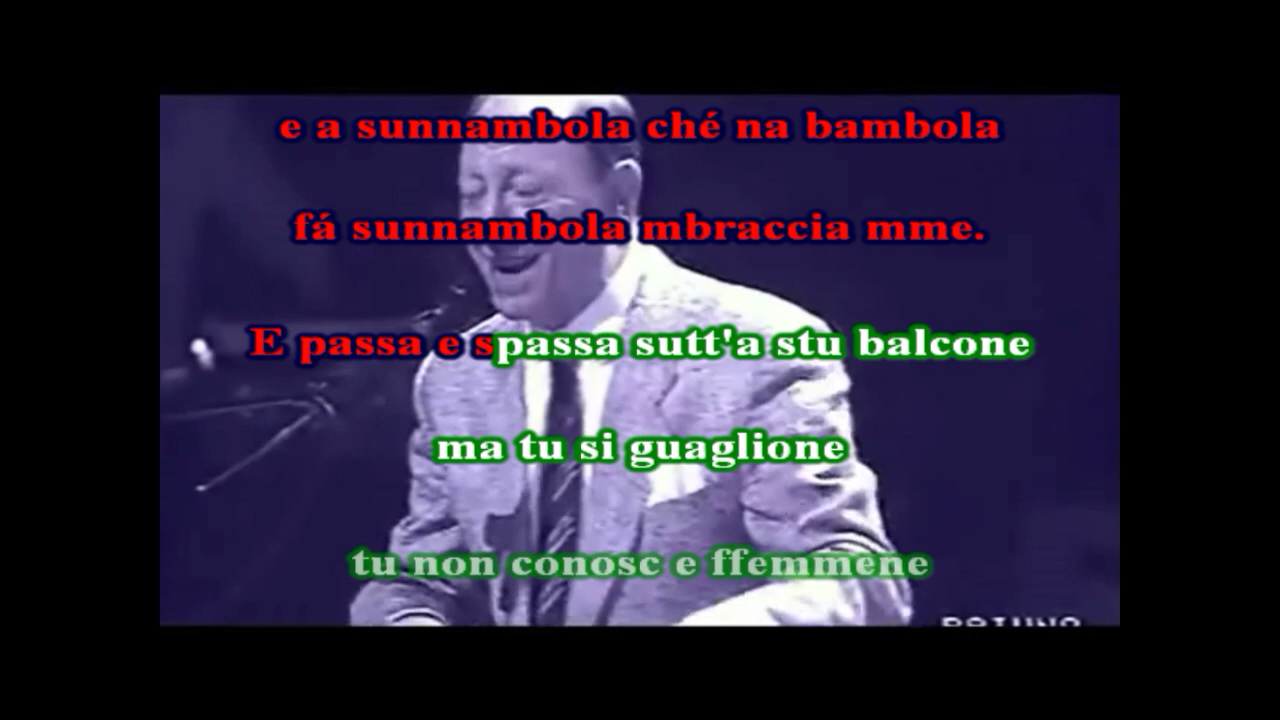 e a sunnambola ché na bambola
fá sunnambola mbraccia mme.
E passa e spassa sutt'a stu balcone
ma tu si guaglione
tu non conosc e ffemmene
RAIUNO